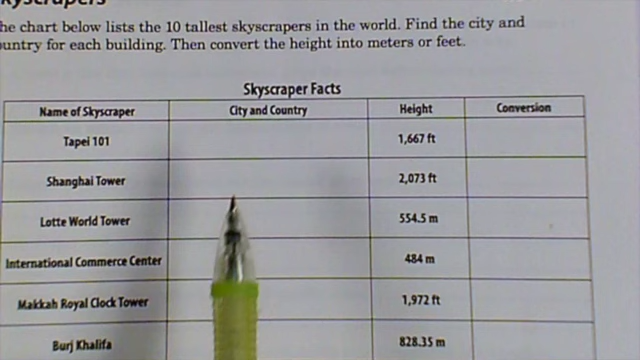 he chart below lists the 10 tallest skyscrapers in the world. Find the city and
ountry for each building. Then convert the height into meters or feet.
Skyscraper Facts
Name of Skyscraper City and Country Height Conversion
Tapei 101 1,667 ft
Shanghai Tower 2,073 ft
Lotte World Tower 554.5 m
International Commerce Center 484 m
Makkah Royal Clock Tower 1,972 ft
Burj Khalifa 828.35 m